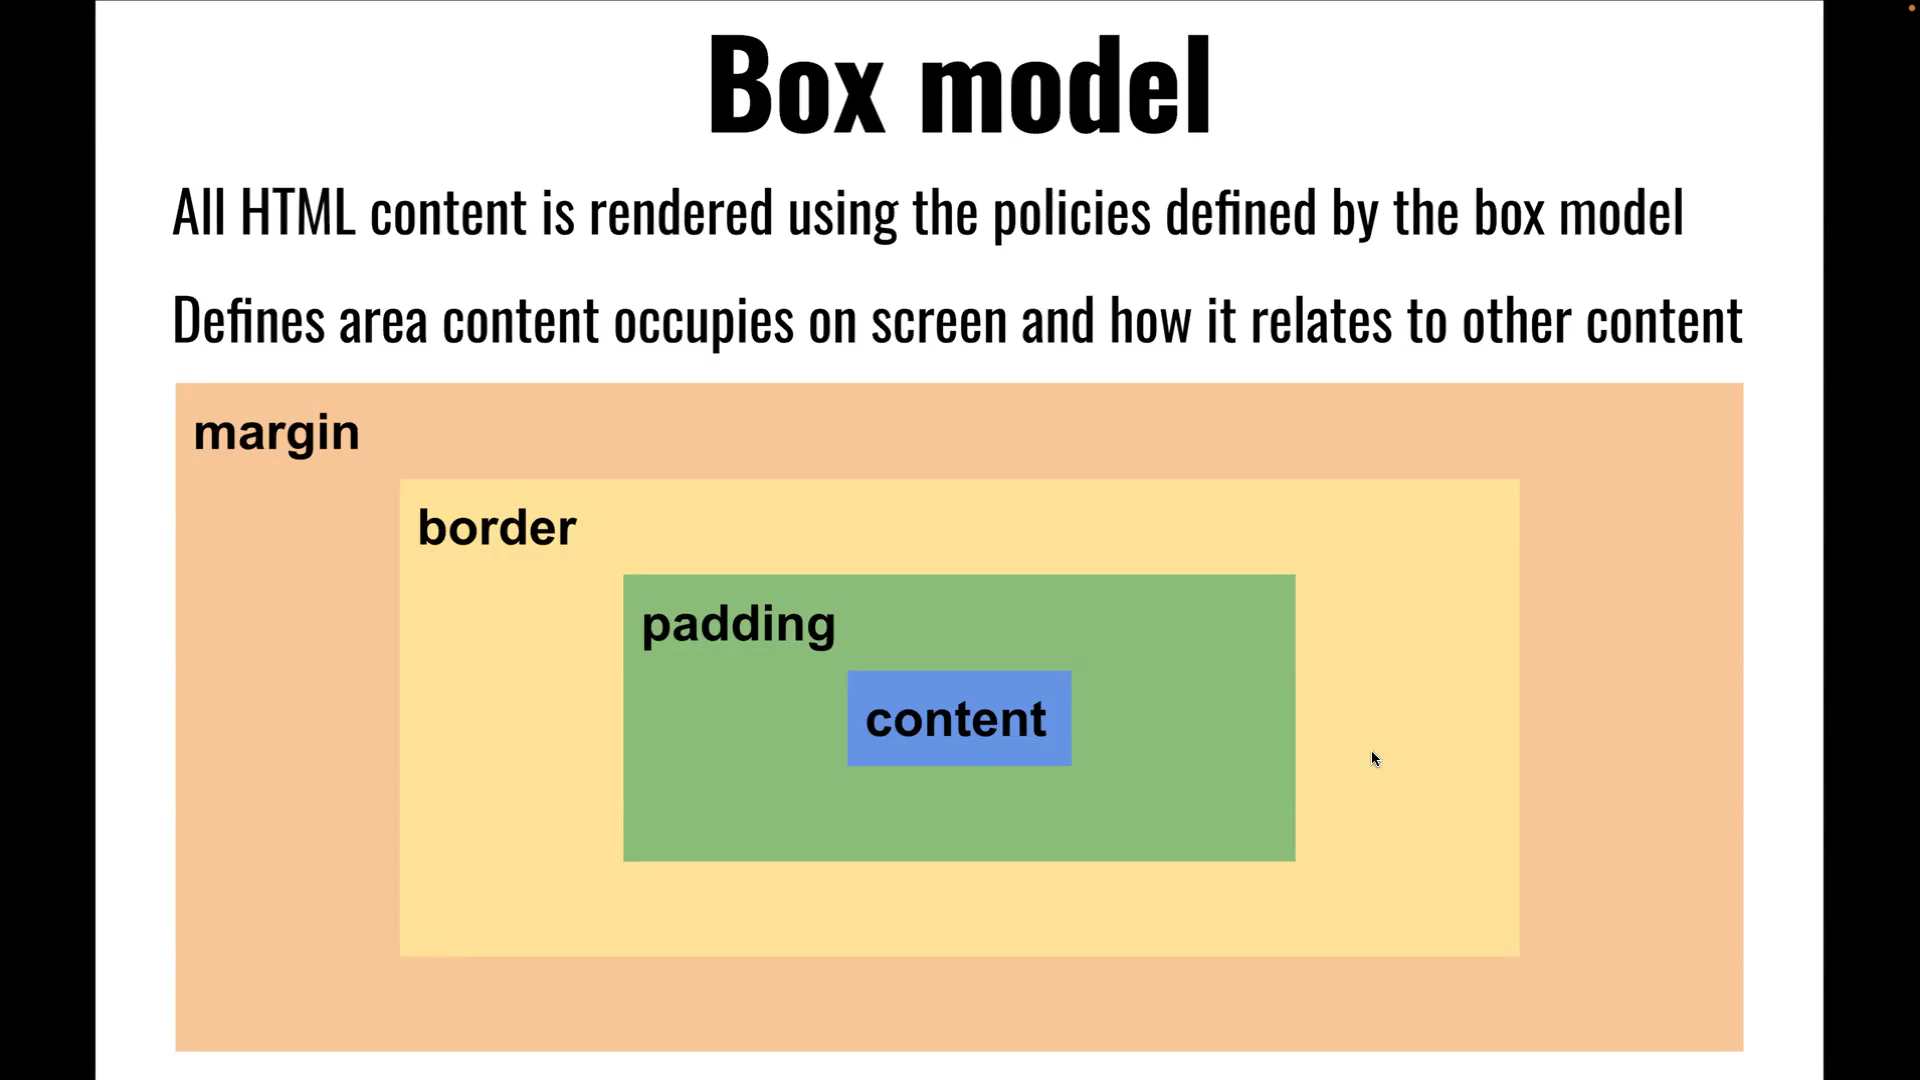 Box model
All HTML content is rendered using the policies defined by the box model
Defines area content occupies on screen and how it relates to other content
margin
border
padding
content